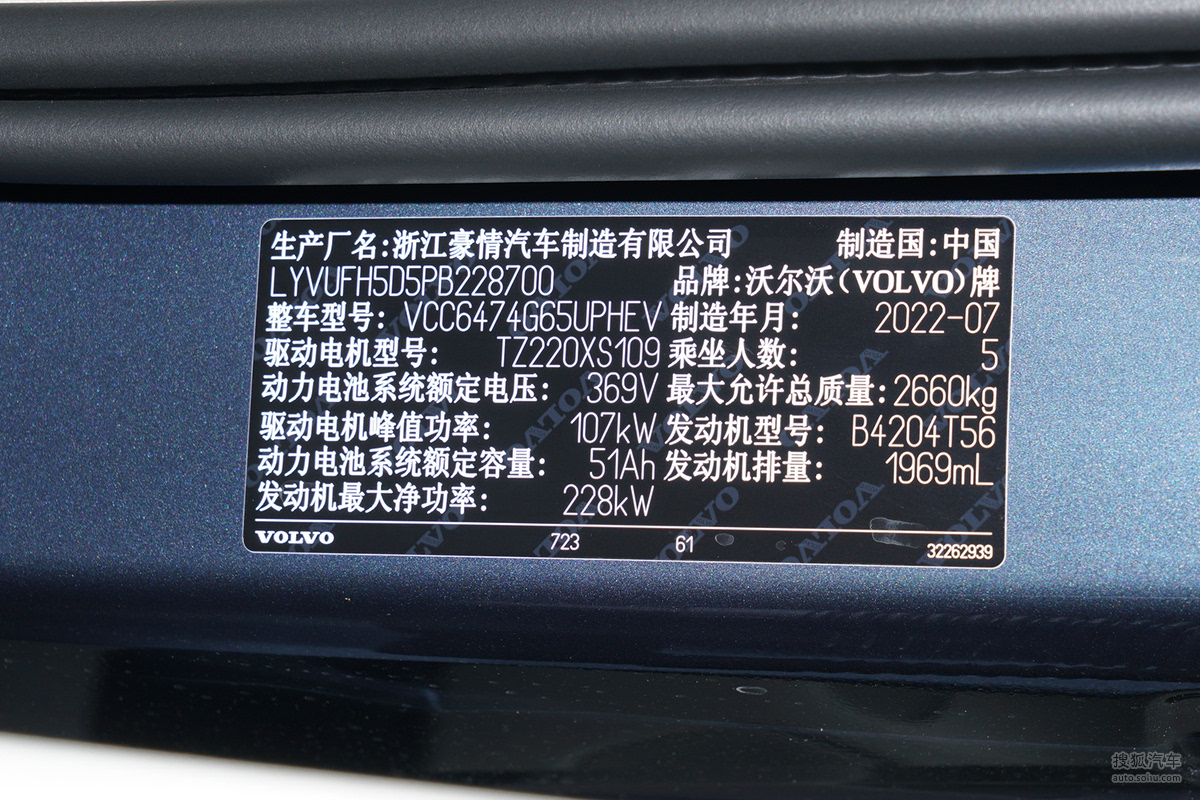 生产厂名:浙江豪情汽车制造有限公司 制造国:中国
LYVUFH5D5PB228700 品牌:沃尔沃(VOLVO)牌
整车型号: VCC6474G65UPHEV 制造年月: 2022-07
驱动电机型号: TZ220XS109 乘坐人数: 5
动力电池系统额定电压: 369V 最大允许总质量:2660kg
驱动电机峰值功率: 107kW 发动机型号: B4204T56
动力电池系统额定容量: 51Ah 发动机排量: 1969mL
发动机最大净功率: 228kW
VOLVO 723 61 32262939
搜狐汽车
auto.sohu.com